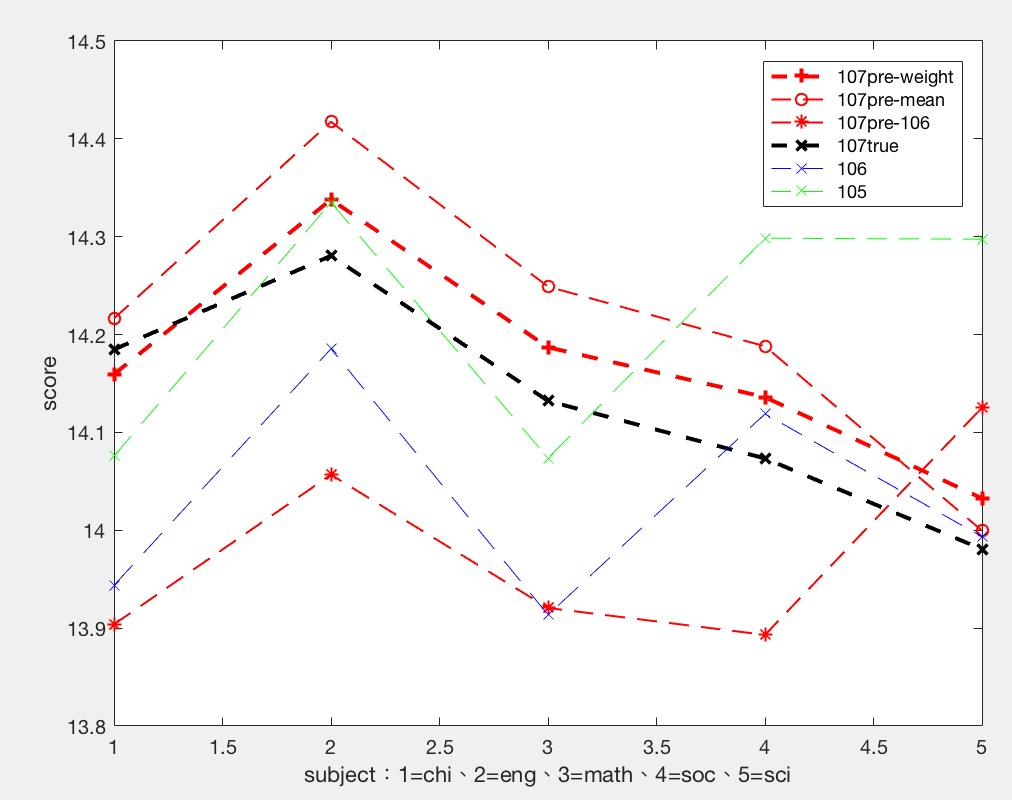 14.5
14.4
14.3
14.2
14.1
14
13.9
13.8
score
107pre-weight
107pre-mean
107pre-106
107true
106
105
1 1.5 2 2.5 3 3.5 4 4.5 5
subject：1=chi、2=eng、3=math、4=soc、5=sci